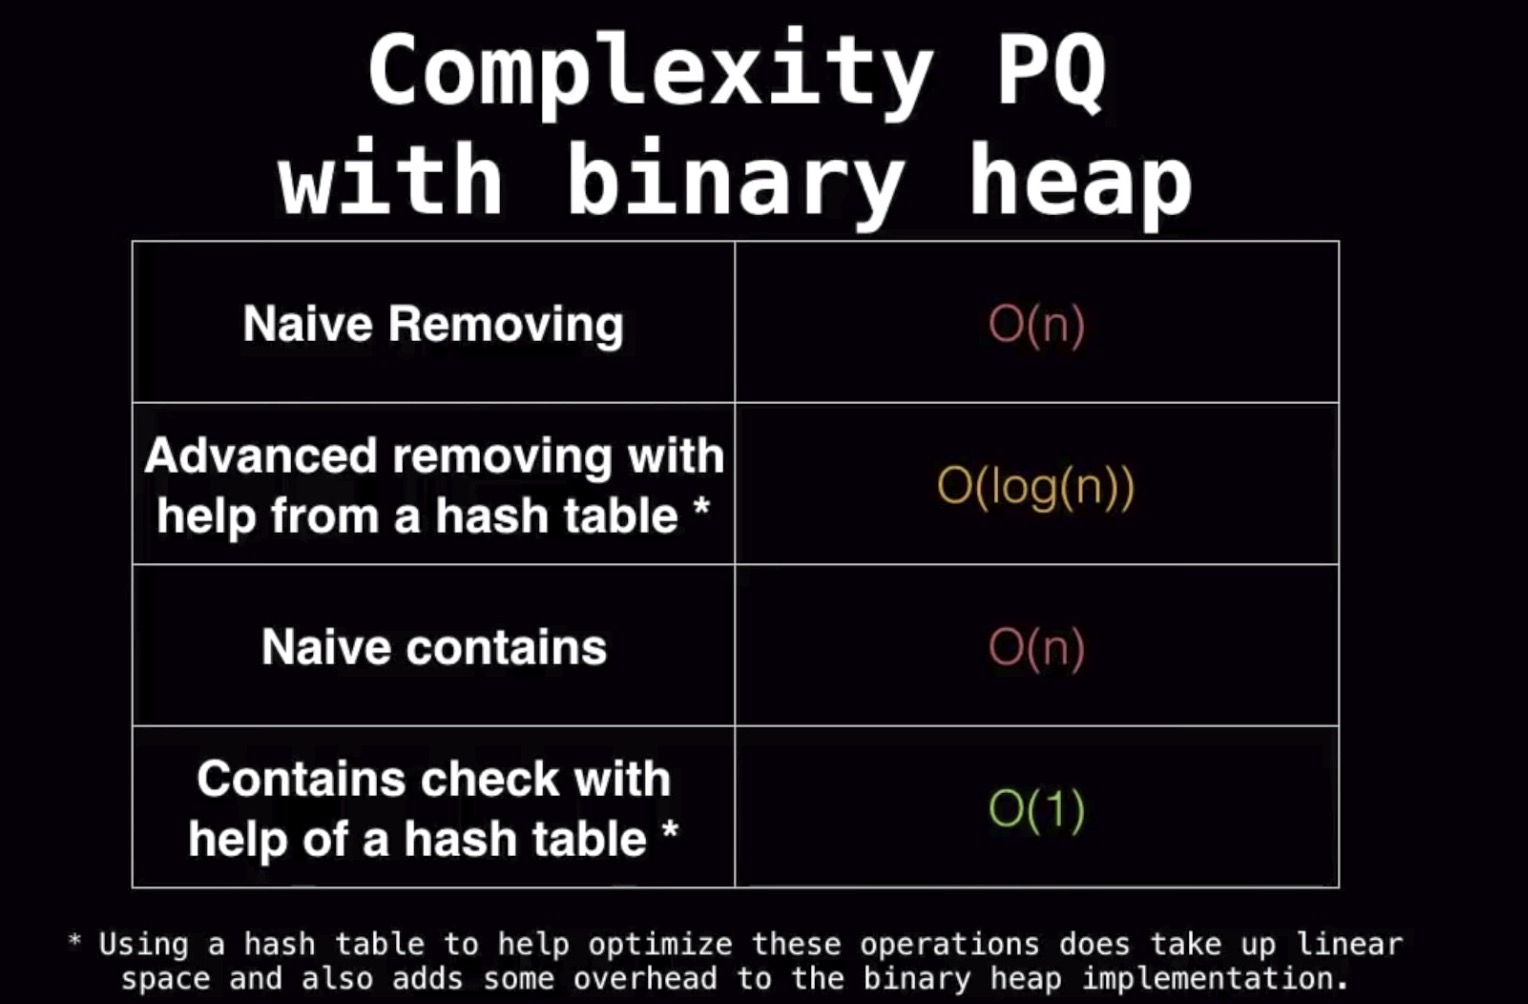 Complexity PQ
with binary heap
Naive Removing
O(n)
Advanced removing with
help from a hash table *
O(log(n))
Naive contains
O(n)
Contains check with
help of a hash table *
O(1)
* Using a hash table to help optimize these operations does take up linear
space and also adds some overhead to the binary heap implementation.